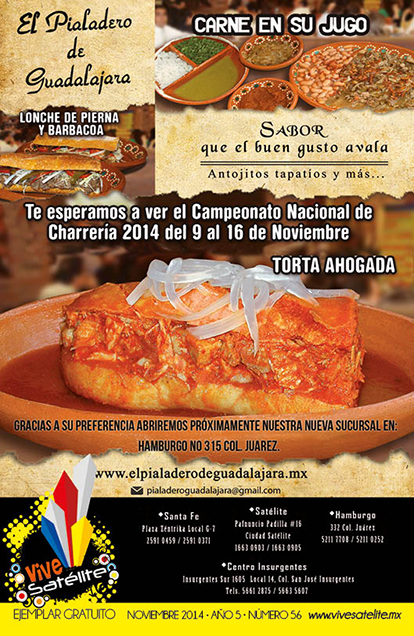 El Pialadero
de
Guadalajara
CARNE EN SU JUGO
LONCHE DE PIERNA
Y BARBACOA
SABOR
que el buen gusto avala
Antojitos tapatíos y más...
Te esperamos a ver el Campeonato Nacional de
Charrería 2014 del 9 al 16 de Noviembre
TORTA AHOGADA
GRACIAS A SU PREFERENCIA ABRIREMOS PRÓXIMAMENTE NUESTRA NUEVA SUCURSAL EN:
HAMBURGO NO 315 COL. JUAREZ.
www.elpialaderodeguadalajara.mx
pialaderoguadalajara@gmail.com
Santa Fe
Plaza Zentrika Local G-7
2591 0459 / 2591 0371
Satélite
Pafnuncio Padilla #16
Ciudad Satélite
1663 0903 / 1663 0905
Hamburgo
332 Col. Juárez
5211 7708 / 5211 0252
Centro Insurgentes
Insurgentes Sur 1605 Local 14, Col. San José Insurgentes
Tels. 5661 2875 / 5663 5607
Vive
Satélite
EJEMPLAR GRATUITO NOVIEMBRE 2014 • AÑO 5 • NÚMERO 56 www.vivesatelite.mx